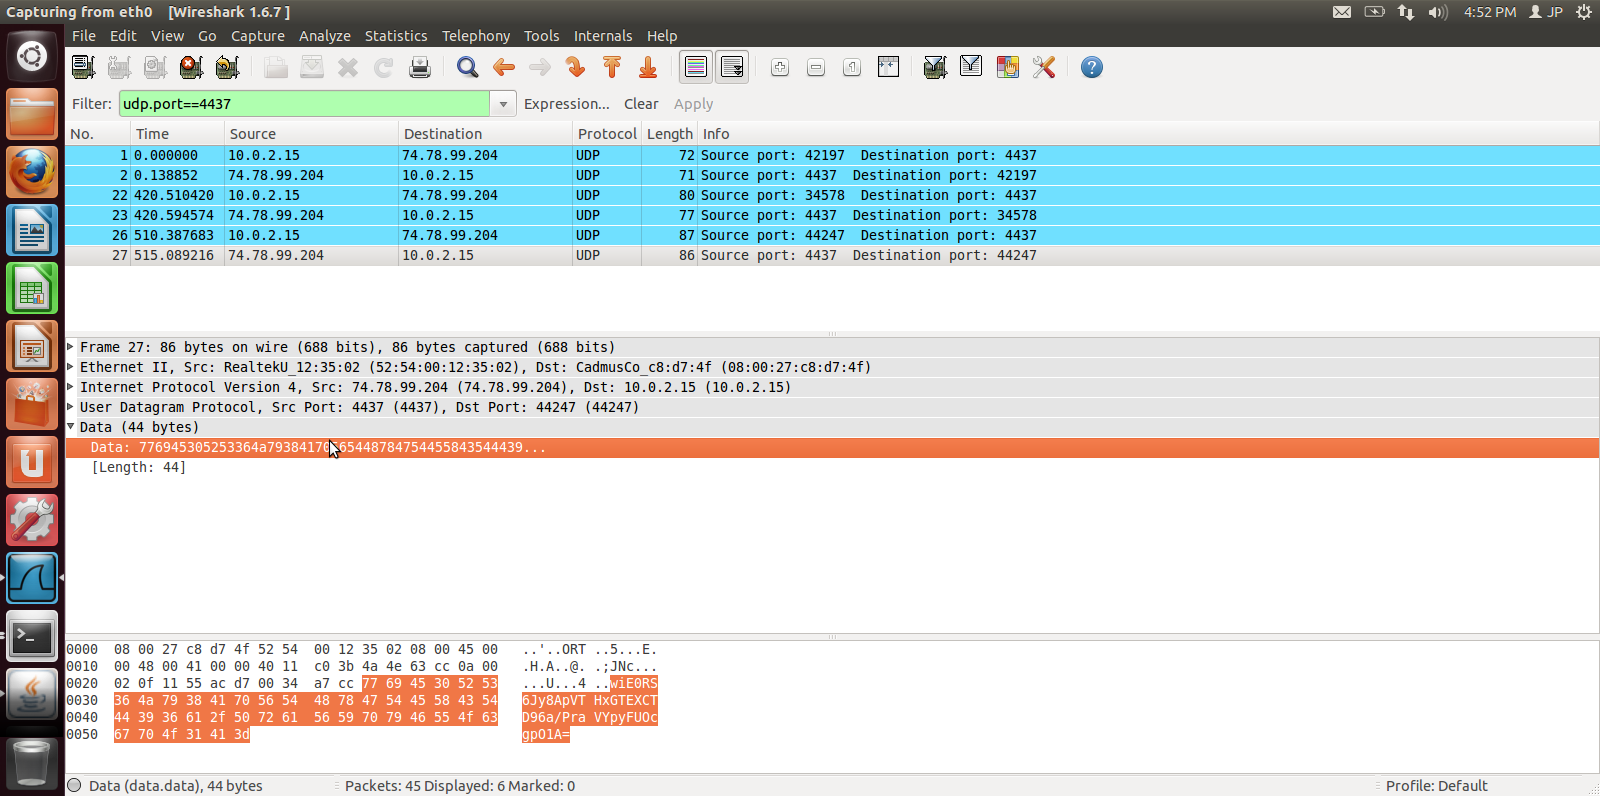 Capturing from eth0   [Wireshark 1.6.7 ]
4:52 PM JP
File Edit View Go Capture Analyze Statistics Telephony Tools Internals Help
Filter: udp.port==4437 Expression... Clear Apply
No. Time Source Destination Protocol Length Info
1 0.000000 10.0.2.15 74.78.99.204 UDP 72 Source port: 42197  Destination port: 4437
2 0.138852 74.78.99.204 10.0.2.15 UDP 71 Source port: 4437  Destination port: 42197
22 420.510420 10.0.2.15 74.78.99.204 UDP 80 Source port: 34578  Destination port: 4437
23 420.594574 74.78.99.204 10.0.2.15 UDP 77 Source port: 4437  Destination port: 34578
26 510.387683 10.0.2.15 74.78.99.204 UDP 87 Source port: 44247  Destination port: 4437
27 515.089216 74.78.99.204 10.0.2.15 UDP 86 Source port: 4437  Destination port: 44247
Frame 27: 86 bytes on wire (688 bits), 86 bytes captured (688 bits)
Ethernet II, Src: RealtekU_12:35:02 (52:54:00:12:35:02), Dst: CadmusCo_c8:d7:4f (08:00:27:c8:d7:4f)
Internet Protocol Version 4, Src: 74.78.99.204 (74.78.99.204), Dst: 10.0.2.15 (10.0.2.15)
User Datagram Protocol, Src Port: 4437 (4437), Dst Port: 44247 (44247)
Data (44 bytes)
Data:
[Length: 44]
0000  08 00 27 c8 d7 4f 52 54  00 12 35 02 08 00 45 00   ..'..ORT ..5...E.
0010  00 48 00 41 00 00 40 11  c0 3b 4a 4e 63 cc 0a 00   .H.A..@. .;JNc...
0020  02 0f 11 55 ac d7 00 34  a7 cc 77 69 45 30 52 53   ...U...4 ..wiE0RS
0030  36 4a 79 38 41 70 56 54  48 78 47 54 45 58 43 54   6Jy8ApVT HxGTEXCT
0040  44 39 36 61 2f 50 72 61  56 59 70 79 46 55 4f 63   D96a/Pra VYpyFUOc
0050  67 70 4f 31 41 3d   gpO1A=
Data (data.data), 44 bytes Packets: 45 Displayed: 6 Marked: 0 Profile: Default